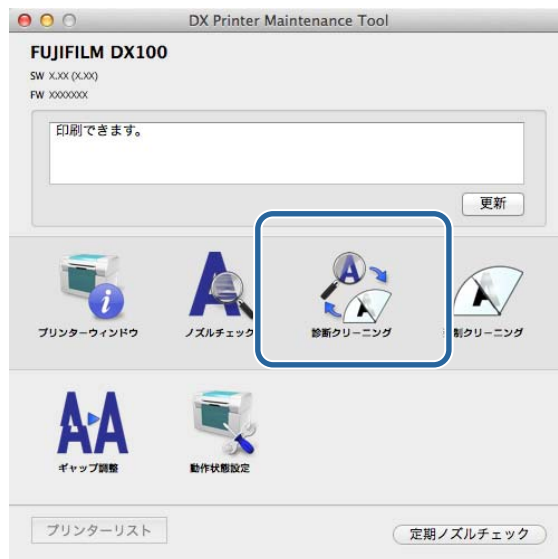 DX Printer Maintenance Tool
FUJIFILM DX100
SW X.XX (X.XX)
FW XXXXXXX
印刷できます。
更新
プリンターウィンドウ
ノズルチェック
診断クリーニング
制クリーニング
ギャップ調整
動作状態設定
プリンターリスト
定期ノズルチェック